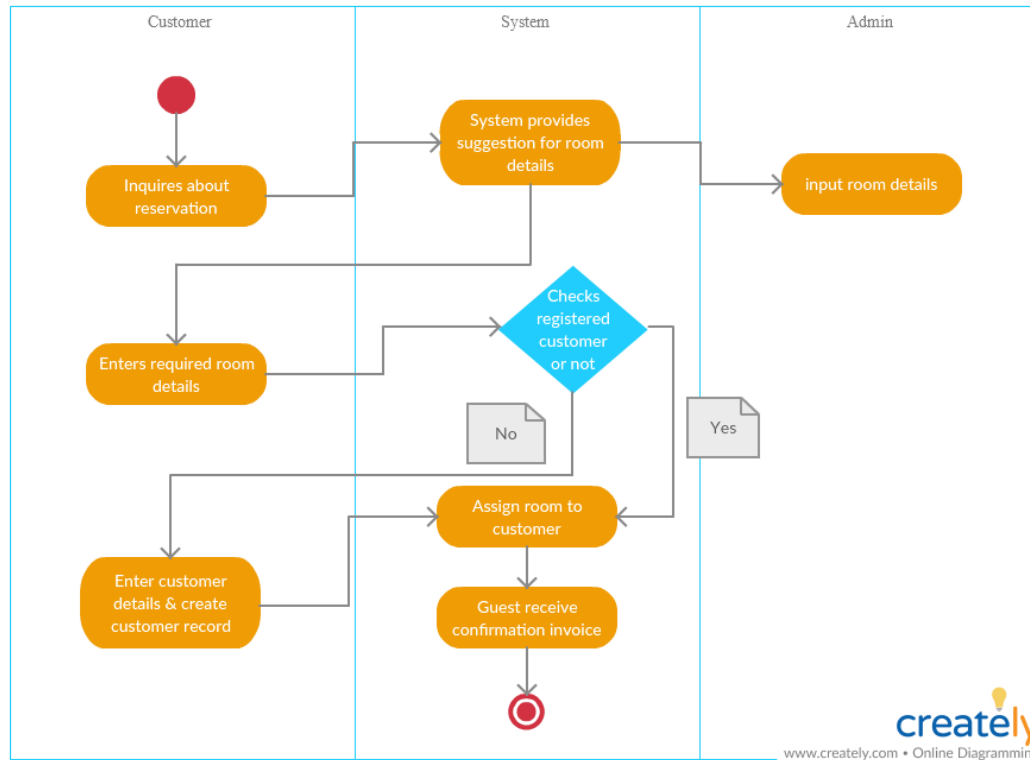 Customer
System
Admin
System provides
suggestion for room
details
Inquires about
reservation
input room details
Checks
registered
customer
or not
Enters required room
details
No
Yes
Assign room to
customer
Enter customer
details & create
customer record
Guest receive
confirmation invoice
creately
www.creately.com • Online Diagramming